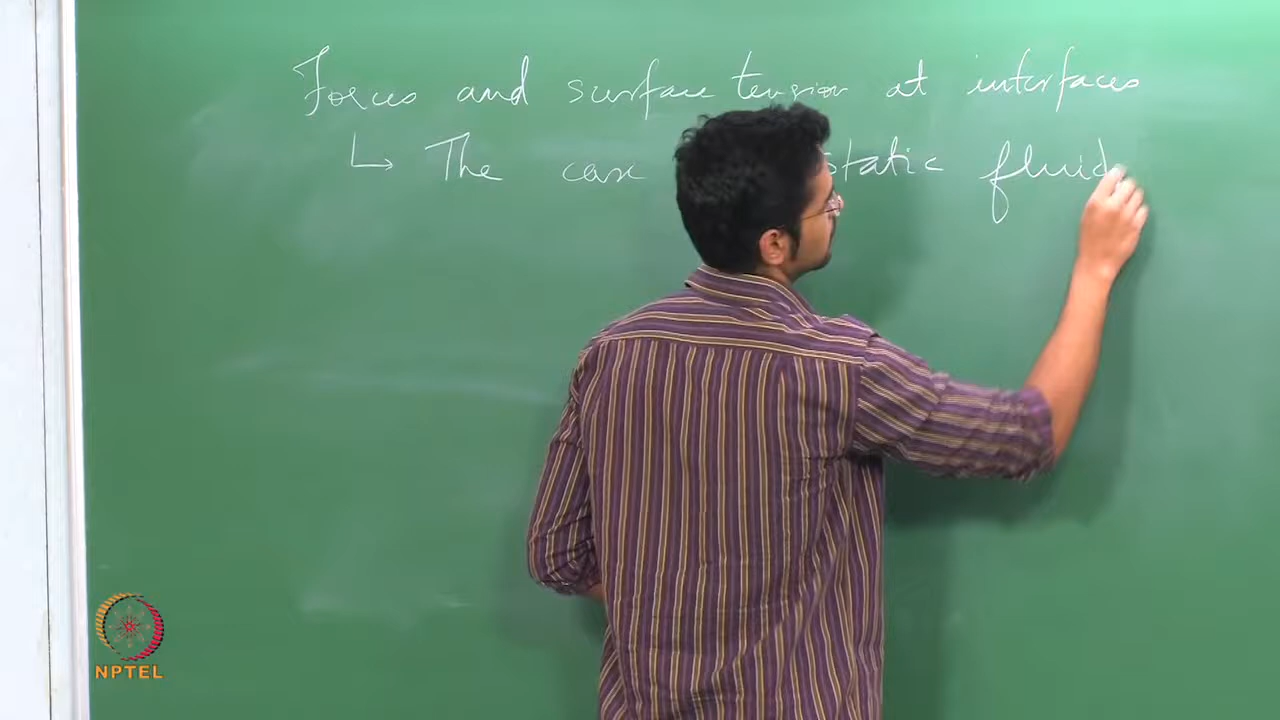 Forces and surface tension at interfaces
↳ The case static fluid
NPTEL